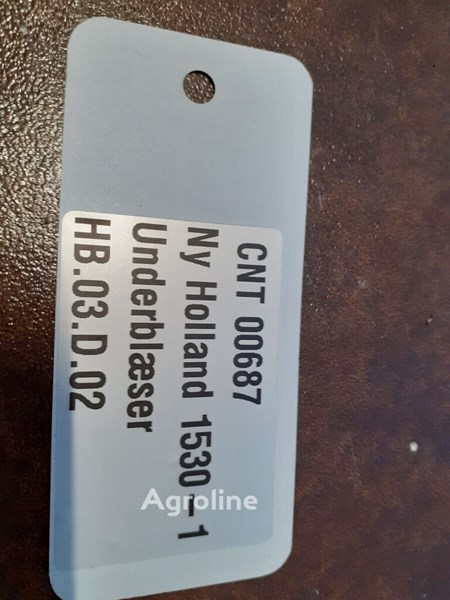 CNT 00687
Ny Holland 1530-1
Underblæser
HB.03.D.02
Agroline